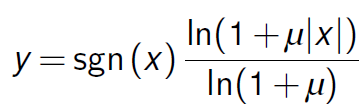 y = sgn (x) ln(1 + μ|x|) / ln(1 + μ)